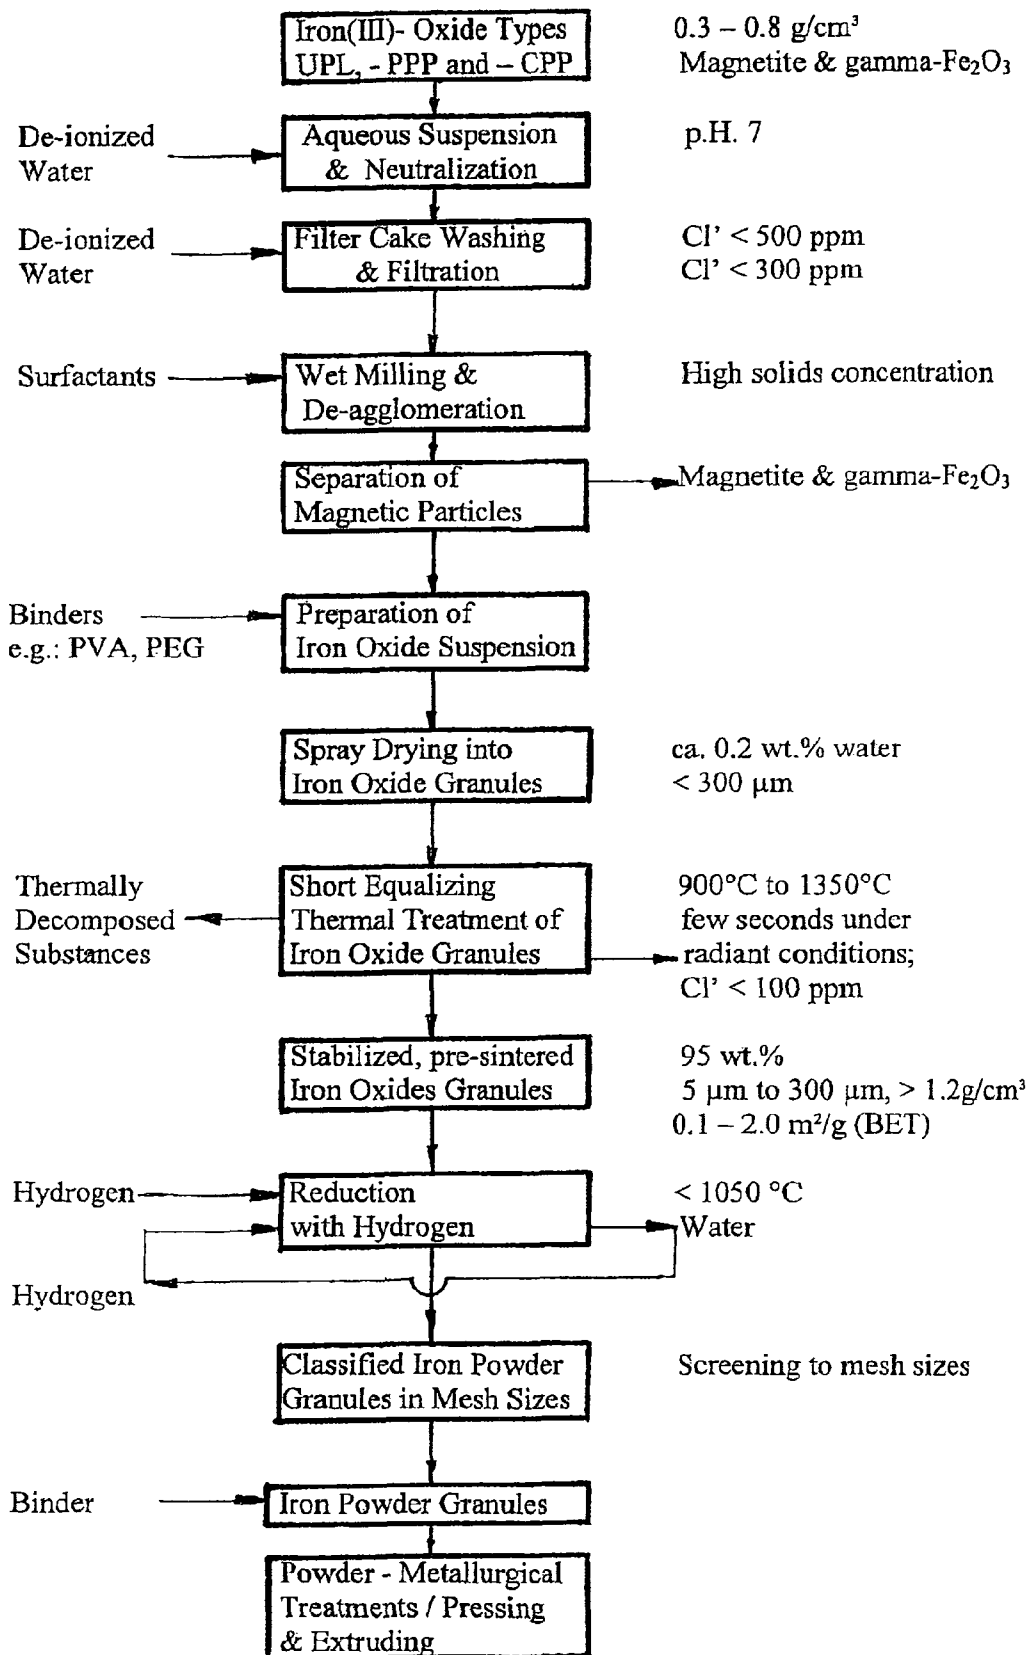 Iron(III)- Oxide Types
UPL, - PPP and – CPP
0.3 – 0.8 g/cm³
Magnetite & gamma-Fe₂O₃
De-ionized
Water
Aqueous Suspension
& Neutralization
p.H. 7
De-ionized
Water
Filter Cake Washing
& Filtration
Cl’ < 500 ppm
Cl’ < 300 ppm
Surfactants
Wet Milling &
De-agglomeration
High solids concentration
Separation of
Magnetic Particles
Magnetite & gamma-Fe₂O₃
Binders
e.g.: PVA, PEG
Preparation of
Iron Oxide Suspension
Spray Drying into
Iron Oxide Granules
ca. 0.2 wt.% water
< 300 µm
Thermally
Decomposed
Substances
Short Equalizing
Thermal Treatment of
Iron Oxide Granules
900°C to 1350°C
few seconds under
radiant conditions;
Cl’ < 100 ppm
Stabilized, pre-sintered
Iron Oxides Granules
95 wt.%
5 µm to 300 µm, > 1.2g/cm³
0.1 – 2.0 m²/g (BET)
Hydrogen
Reduction
with Hydrogen
< 1050 °C
Water
Hydrogen
Classified Iron Powder
Granules in Mesh Sizes
Screening to mesh sizes
Binder
Iron Powder Granules
Powder - Metallurgical
Treatments / Pressing
& Extruding